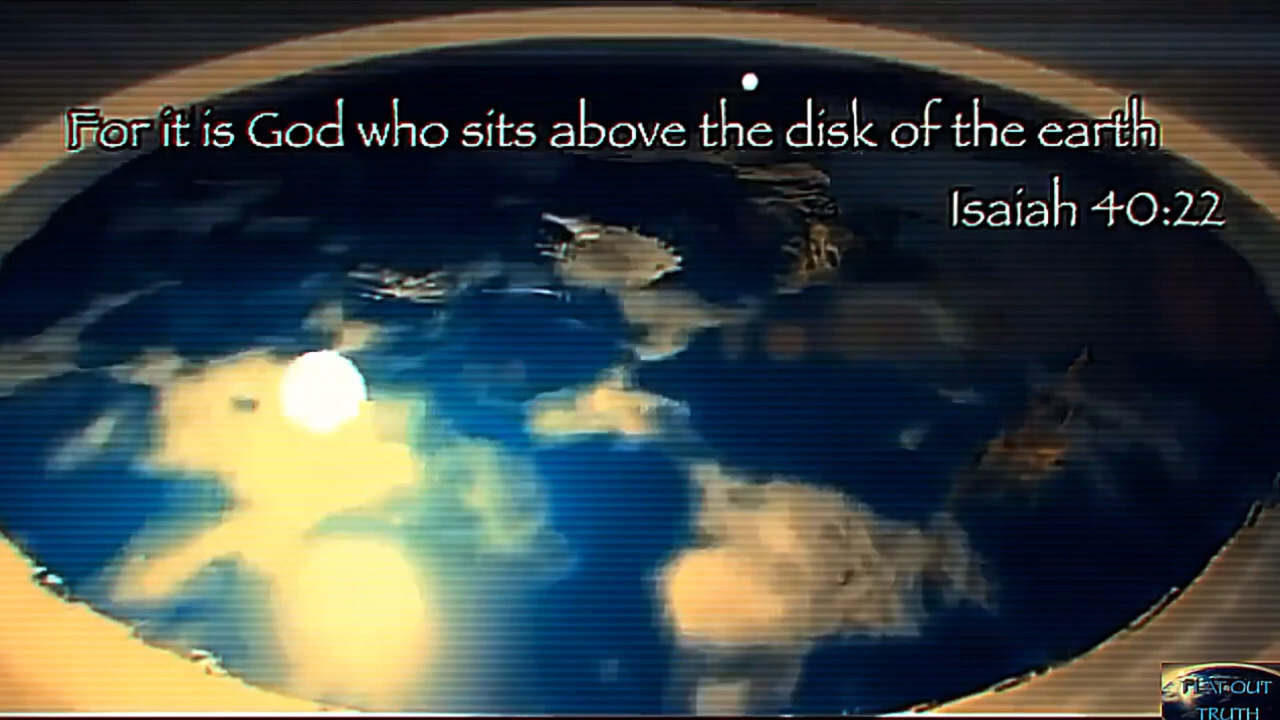 For it is God who sits above the disk of the earth
Isaiah 40:22
FLAT OUT
TRUTH